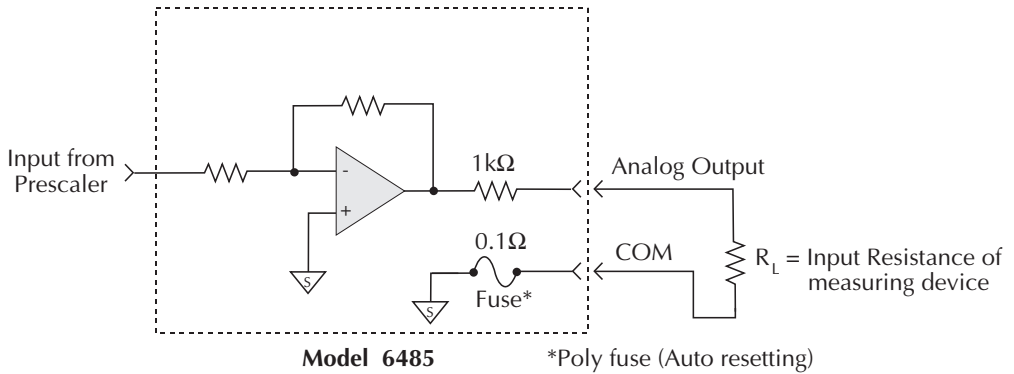 1kΩ
Analog Output
Input from
Prescaler
-
+
S
0.1Ω
COM
R_L = Input Resistance of
measuring device
S
Fuse*
Model 6485
*Poly fuse (Auto resetting)